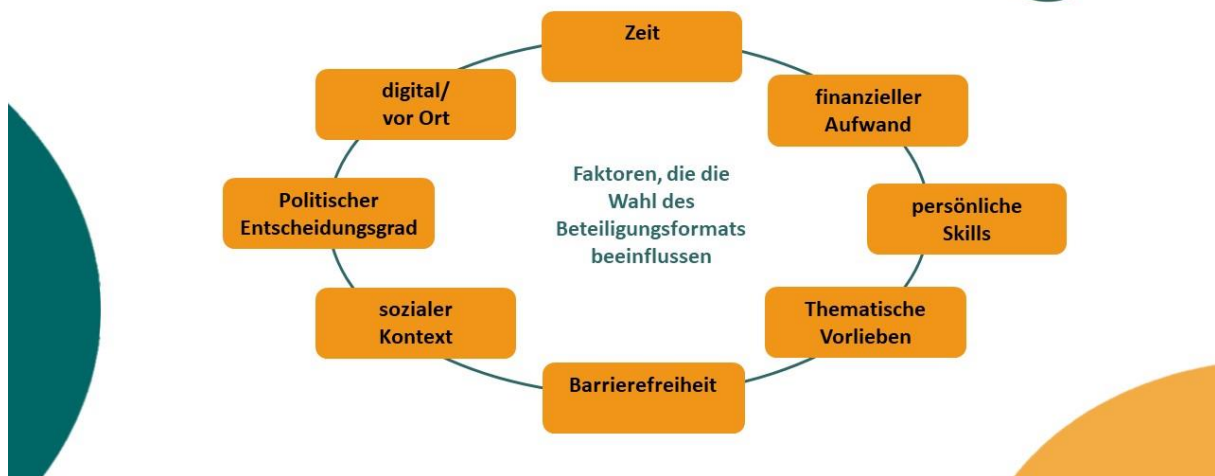 Zeit
finanzieller
Aufwand
persönliche
Skills
Thematische
Vorlieben
Barrierefreiheit
sozialer
Kontext
Politischer
Entscheidungsgrad
digital/
vor Ort
Faktoren, die die
Wahl des
Beteiligungsformats
beeinflussen